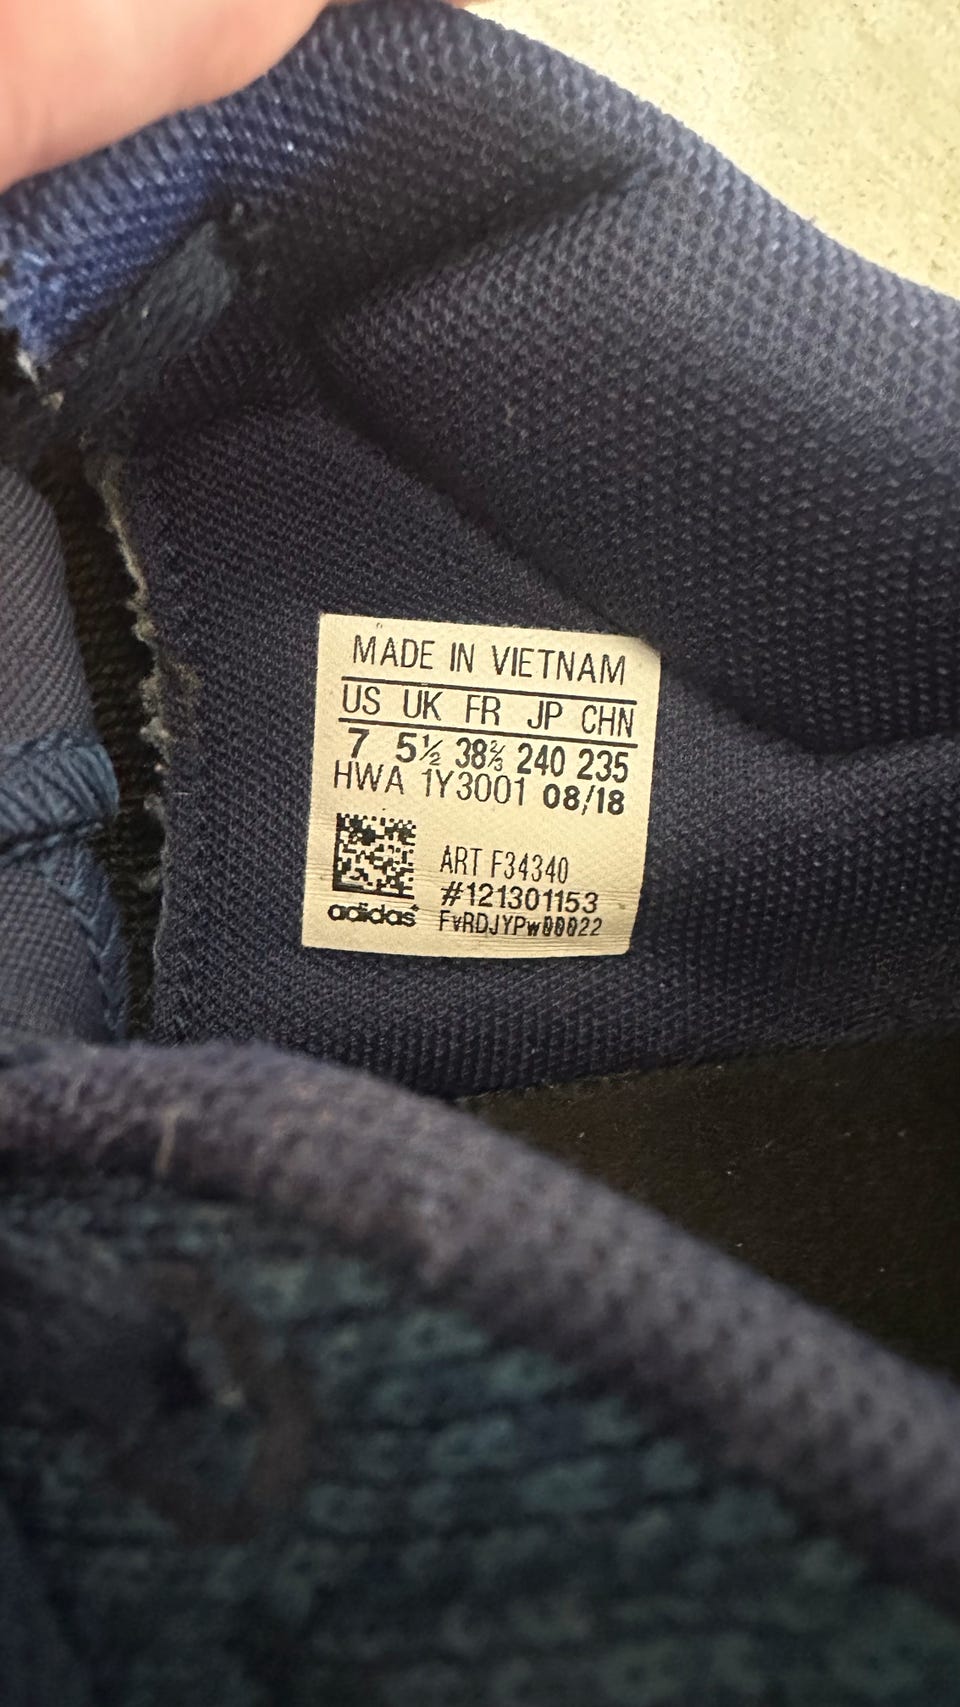 MADE IN VIETNAM
US UK FR JP CHN
7 5½ 38⅔ 240 235
HWA 1Y3001 08/18
ART F34340
#121301153
adidas FvRDJYPw00022